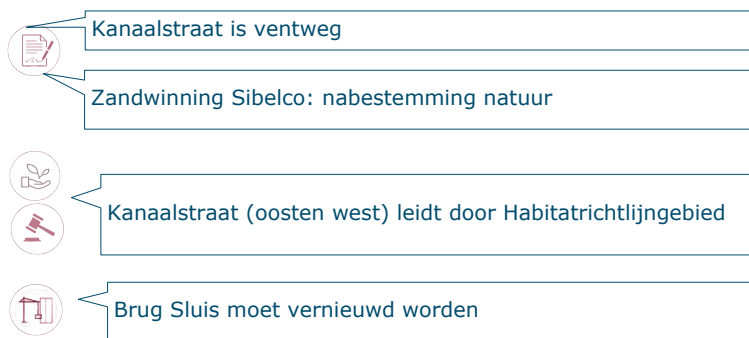 Kanaalstraat is ventweg
Zandwinning Sibelco: nabestemming natuur
Kanaalstraat (oosten west) leidt door Habitatrichtlijngebied
Brug Sluis moet vernieuwd worden